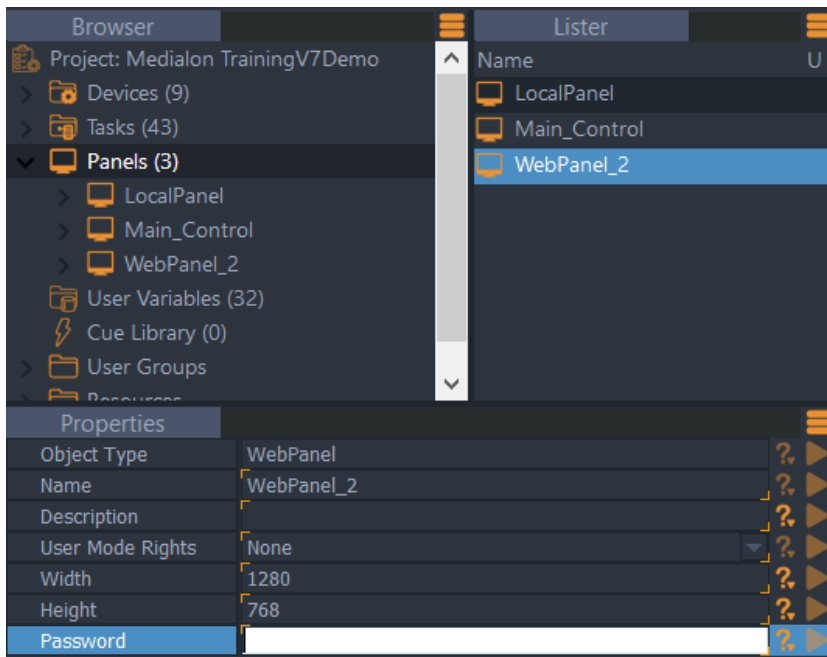 Browser
Project: Medialon TrainingV7Demo
Devices (9)
Tasks (43)
Panels (3)
LocalPanel
Main_Control
WebPanel_2
User Variables (32)
Cue Library (0)
User Groups
Resources
Lister
Name U
LocalPanel
Main_Control
WebPanel_2
Properties
Object Type WebPanel
Name WebPanel_2
Description
User Mode Rights None
Width 1280
Height 768
Password